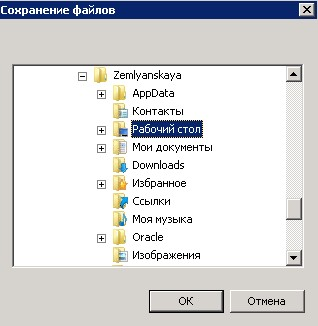 Сохранение файлов
Zemlyanskaya
AppData
Контакты
Рабочий стол
Мои документы
Downloads
Избранное
Ссылки
Моя музыка
Oracle
Изображения
OK
Отмена